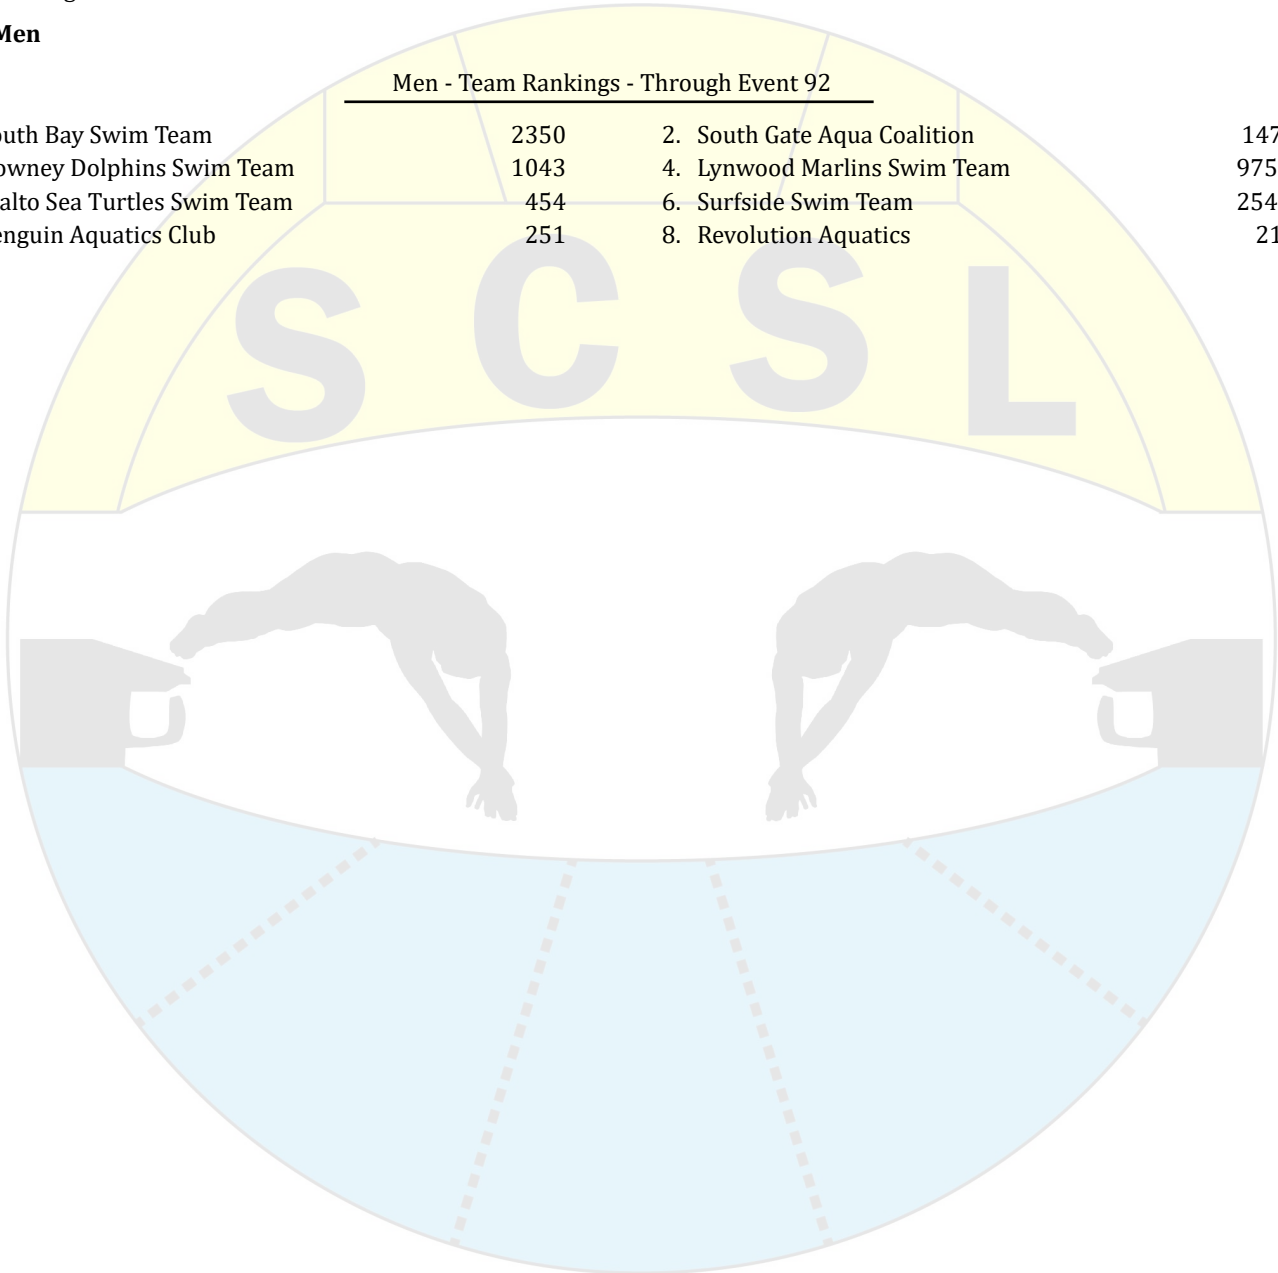 Men
Men - Team Rankings - Through Event 92
outh Bay Swim Team 2350 2. South Gate Aqua Coalition 147
owney Dolphins Swim Team 1043 4. Lynwood Marlins Swim Team 975
alto Sea Turtles Swim Team 454 6. Surfside Swim Team 254
enguin Aquatics Club 251 8. Revolution Aquatics 21
S C S L